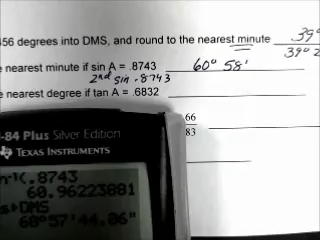 456 degrees into DMS, and round to the nearest minute 39°
39° 2
e nearest minute if sin A = .8743 60° 58'
2nd sin .8743
e nearest degree if tan A = .6832
66
83
-84 Plus Silver Edition
TEXAS INSTRUMENTS
n⁻¹(.8743
60.96223881
s▸DMS
60°57'44.06"